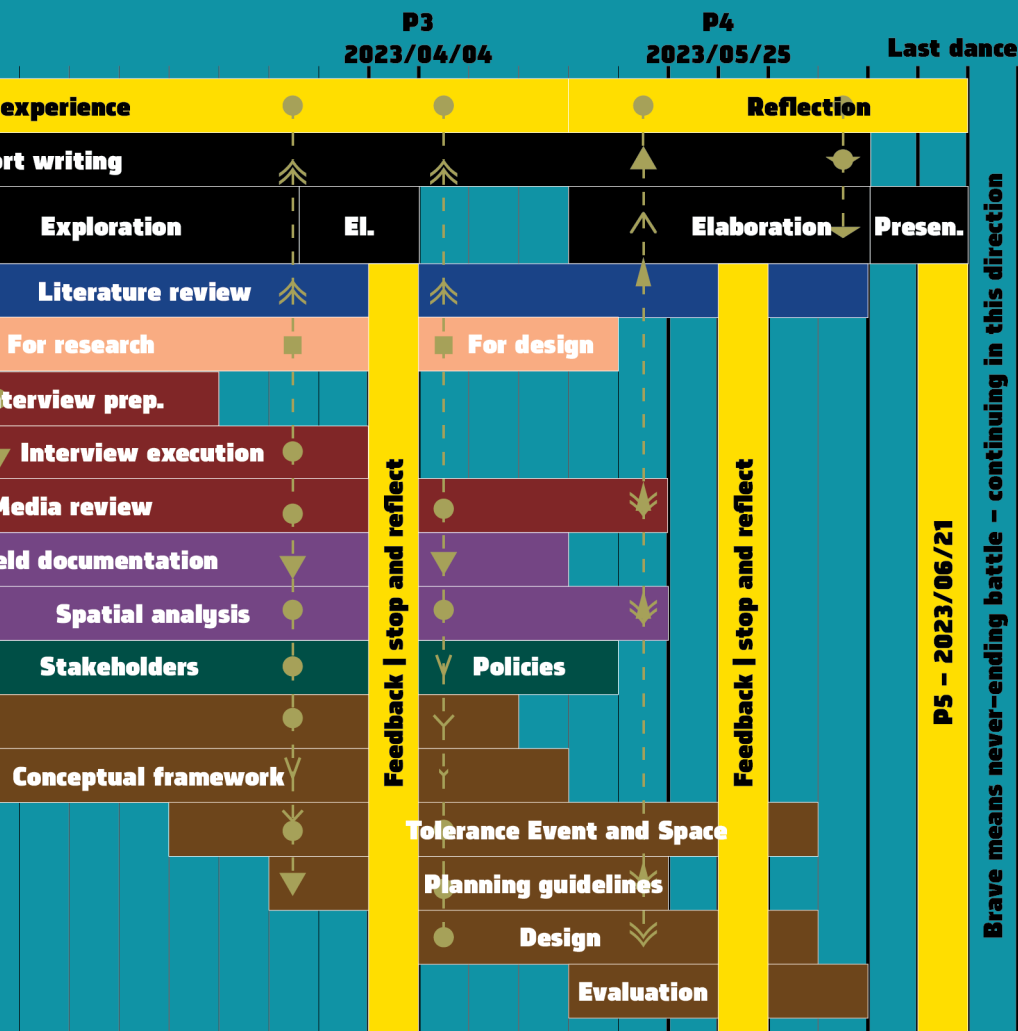 P3
2023/04/04
P4
2023/05/25
Last dance
experience
Reflection
ort writing
Exploration
El.
Elaboration
Presen.
Literature review
For research
For design
terview prep.
Interview execution
Media review
eld documentation
Spatial analysis
Stakeholders
Policies
Conceptual framework
Tolerance Event and Space
Planning guidelines
Design
Evaluation
Feedback | stop and reflect
Feedback | stop and reflect
P5 - 2023/06/21
Brave means never-ending battle - continuing in this direction